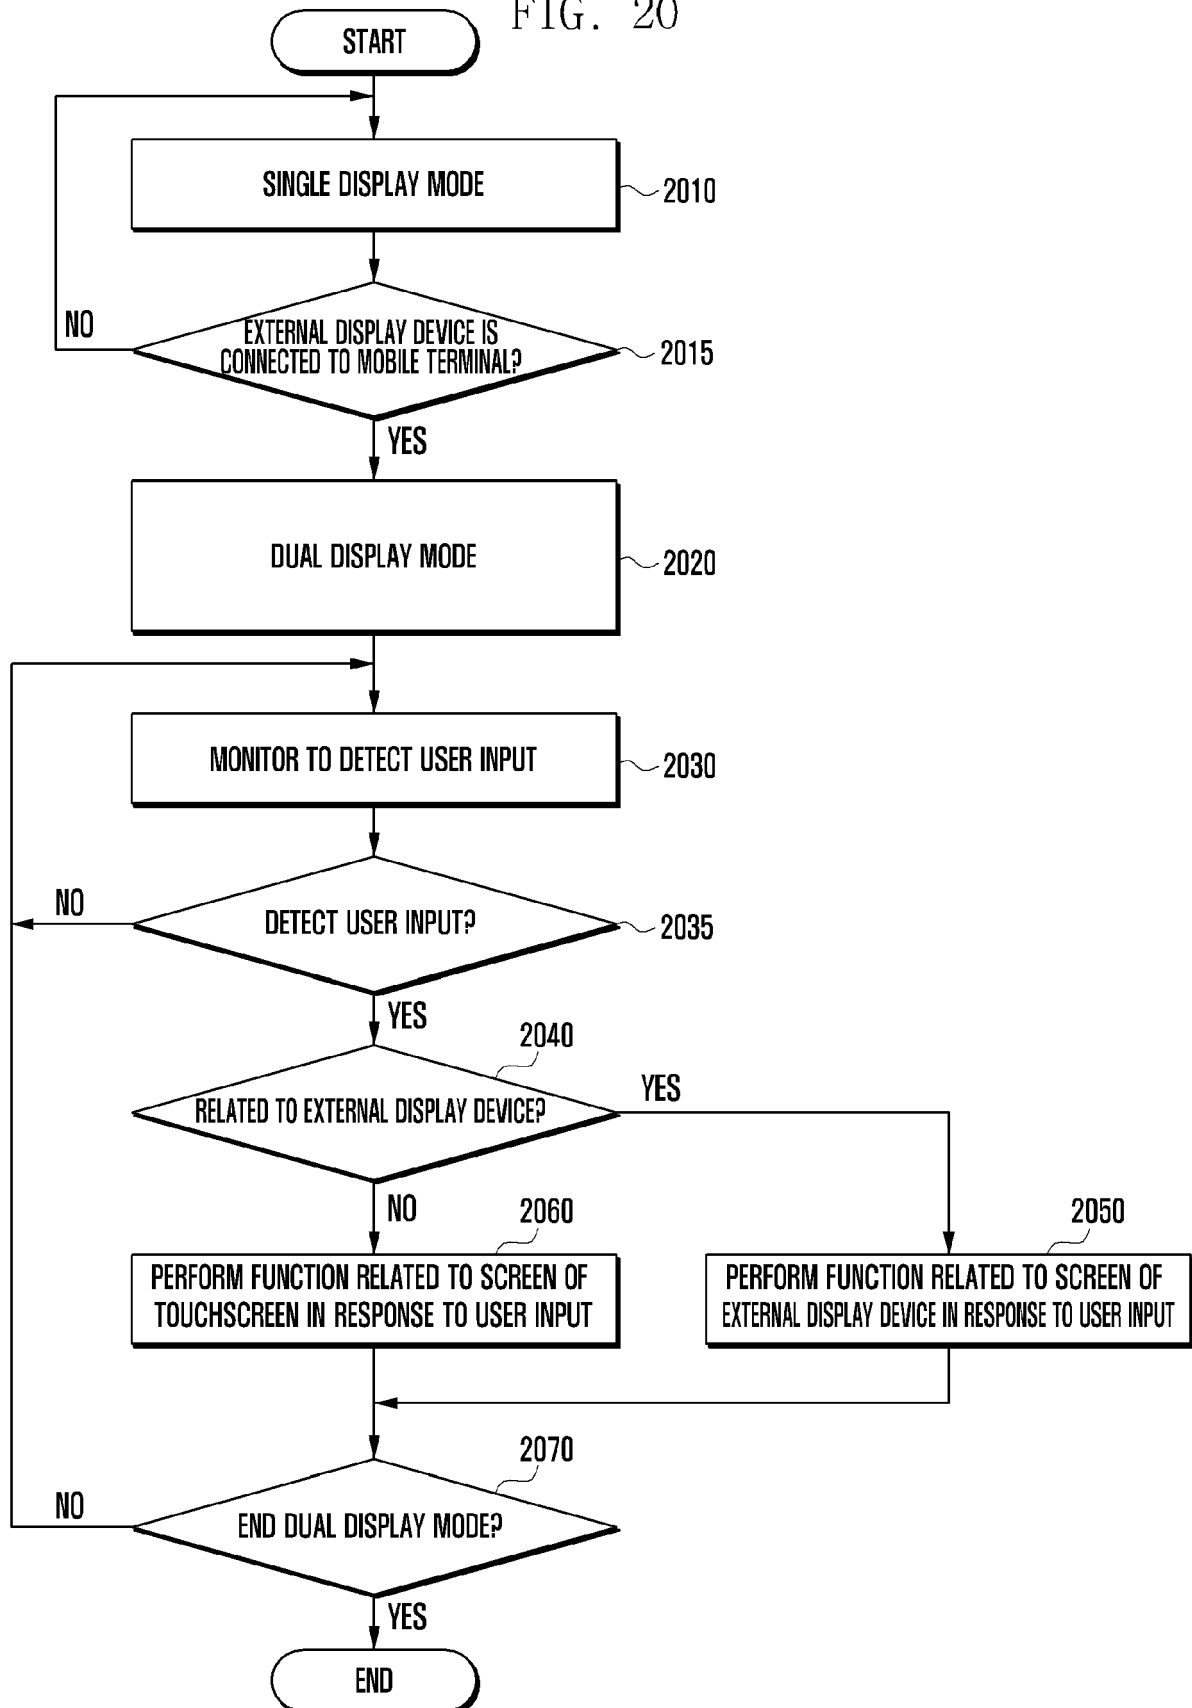 FIG. 20
START
SINGLE DISPLAY MODE
2010
EXTERNAL DISPLAY DEVICE IS
CONNECTED TO MOBILE TERMINAL?
2015
NO
YES
DUAL DISPLAY MODE
2020
MONITOR TO DETECT USER INPUT
2030
DETECT USER INPUT?
2035
NO
YES
2040
RELATED TO EXTERNAL DISPLAY DEVICE?
YES
NO
2060
PERFORM FUNCTION RELATED TO SCREEN OF
TOUCHSCREEN IN RESPONSE TO USER INPUT
2050
PERFORM FUNCTION RELATED TO SCREEN OF
EXTERNAL DISPLAY DEVICE IN RESPONSE TO USER INPUT
2070
END DUAL DISPLAY MODE?
NO
YES
END